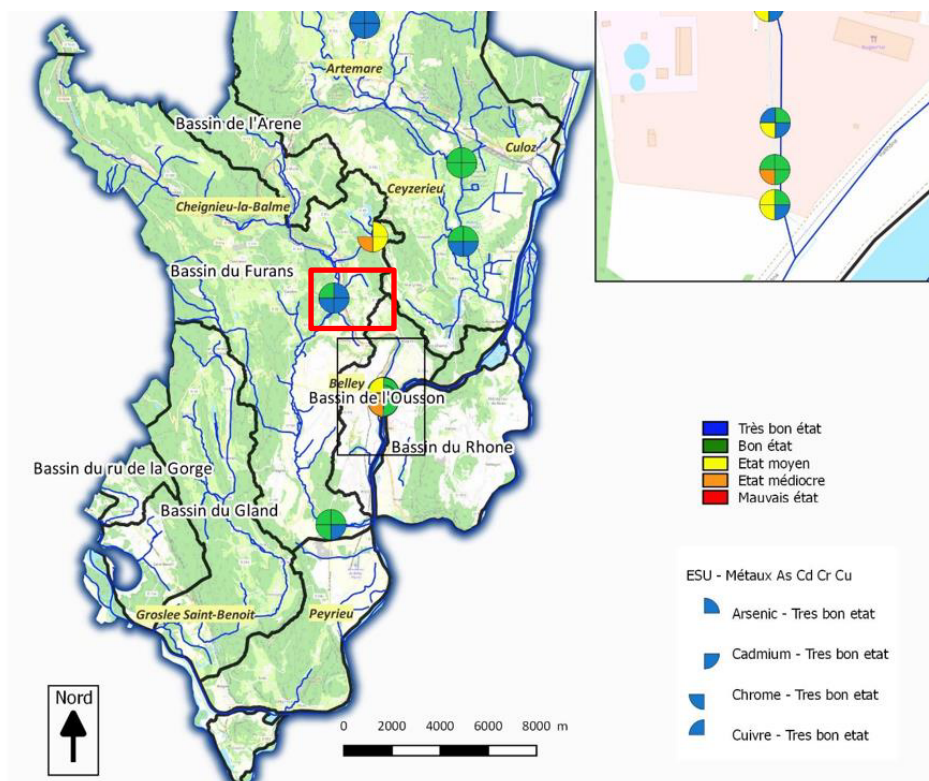 Artemare
Bassin de l'Arene
Culoz
Ceyzerieu
Cheignieu-la-Balme
Bassin du Furans
Belley
Bassin de l'Ousson
Bassin du Rhone
Bassin du ru de la Gorge
Bassin du Gland
Groslee Saint-Benoit
Peyrieu
Nord
0 2000 4000 6000 8000 m
Très bon état
Bon état
Etat moyen
Etat médiocre
Mauvais état
ESU - Métaux As Cd Cr Cu
Arsenic - Tres bon etat
Cadmium - Tres bon etat
Chrome - Tres bon etat
Cuivre - Tres bon etat